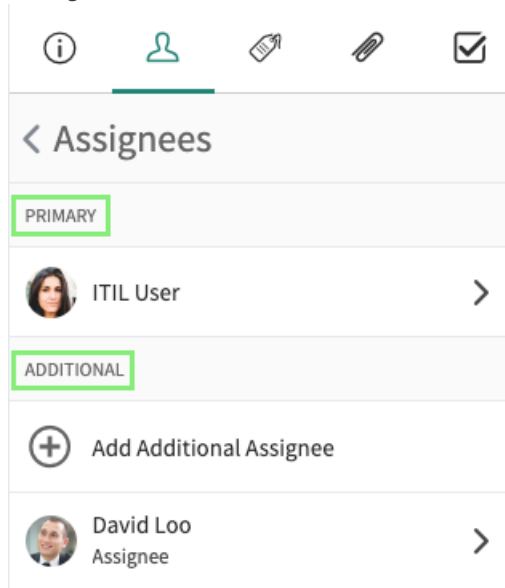 Assignees
PRIMARY
ITIL User
ADDITIONAL
Add Additional Assignee
David Loo
Assignee